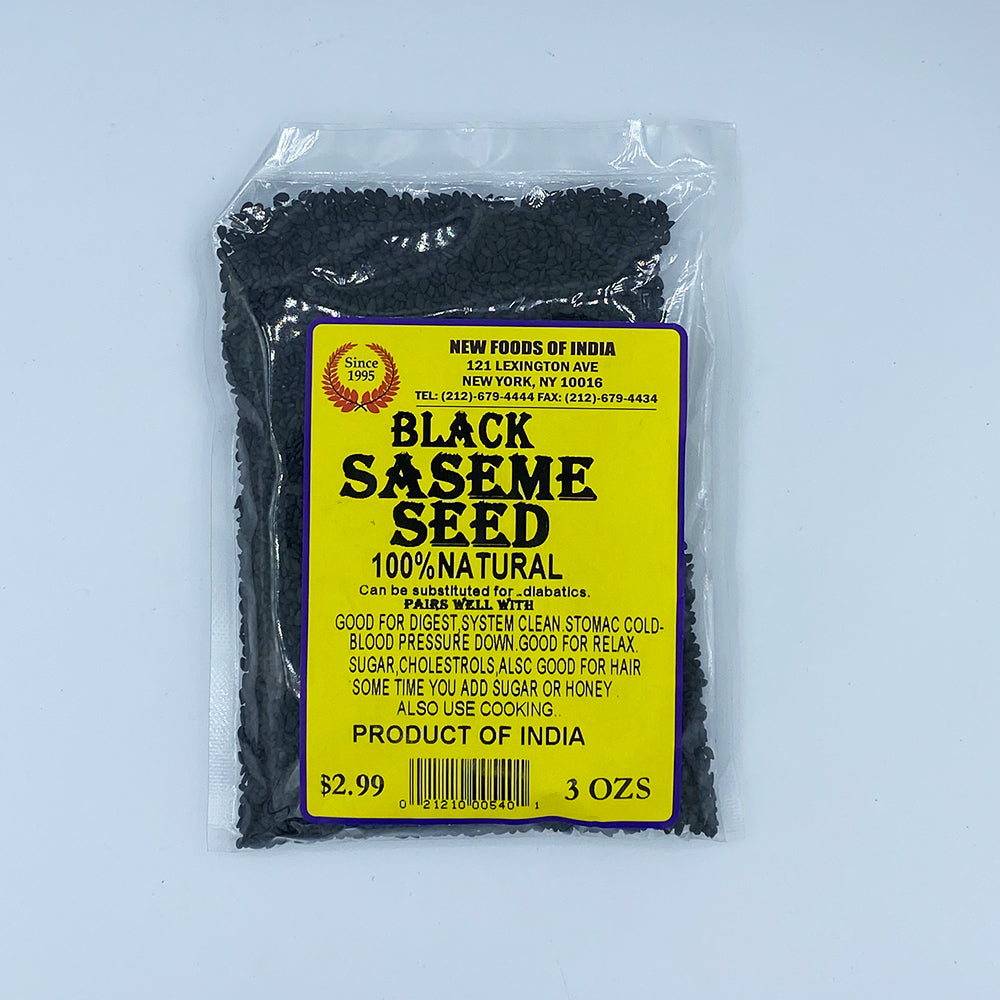 Since
1995
NEW FOODS OF INDIA
121 LEXINGTON AVE
NEW YORK, NY 10016
TEL: (212)-679-4444 FAX: (212)-679-4434
BLACK
SASEME
SEED
100%NATURAL
Can be substituted for ..diabatics.
PAIRS WELL WITH
GOOD FOR DIGEST,SYSTEM CLEAN.STOMAC COLD-
BLOOD PRESSURE DOWN.GOOD FOR RELAX.
SUGAR,CHOLESTROLS,ALSC GOOD FOR HAIR
SOME TIME YOU ADD SUGAR OR HONEY .
ALSO USE COOKING..
PRODUCT OF INDIA
$2.99
0 21210 00540 1
3 OZS